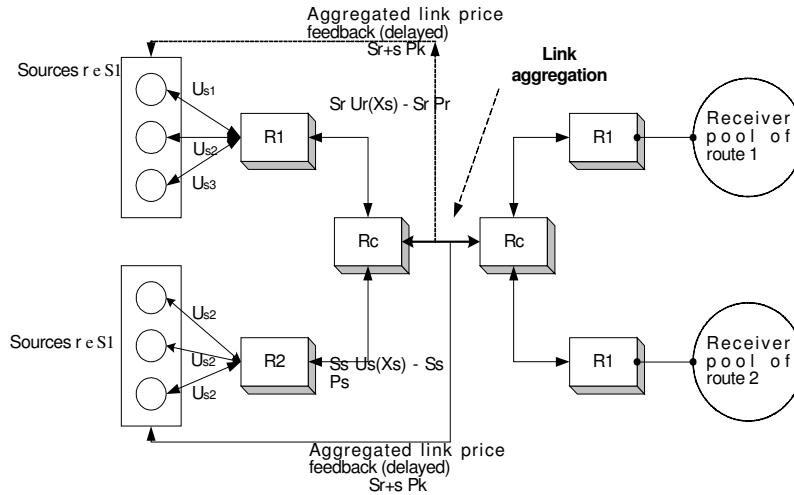 Aggregated link price
feedback (delayed)
Sr+s Pk
Link
aggregation
Sources r e S1
Us1
Us2
Us3
Sr Ur(Xs) - Sr Pr
R1
R1
Receiver
pool of
route 1
Rc
Rc
Sources r e S1
Us2
Us2
Us2
R2
Ss Us(Xs) - Ss
Ps
R1
Receiver
pool of
route 2
Aggregated link price
feedback (delayed)
Sr+s Pk